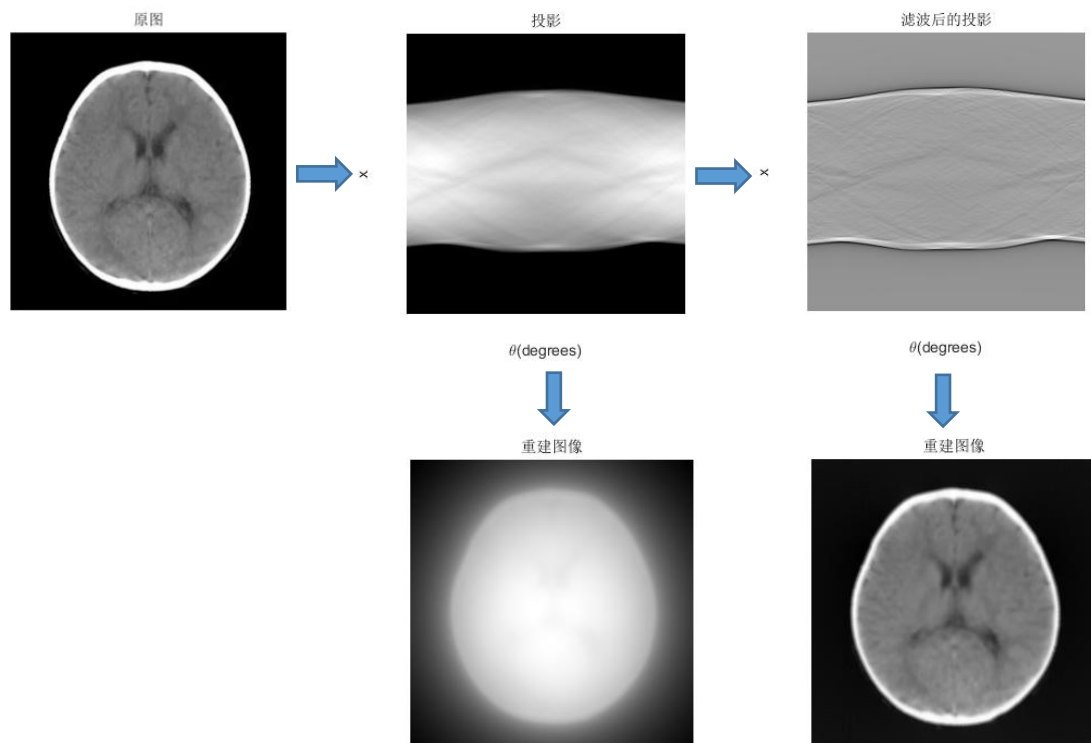 原图
投影
滤波后的投影
x
x
θ(degrees)
θ(degrees)
重建图像
重建图像